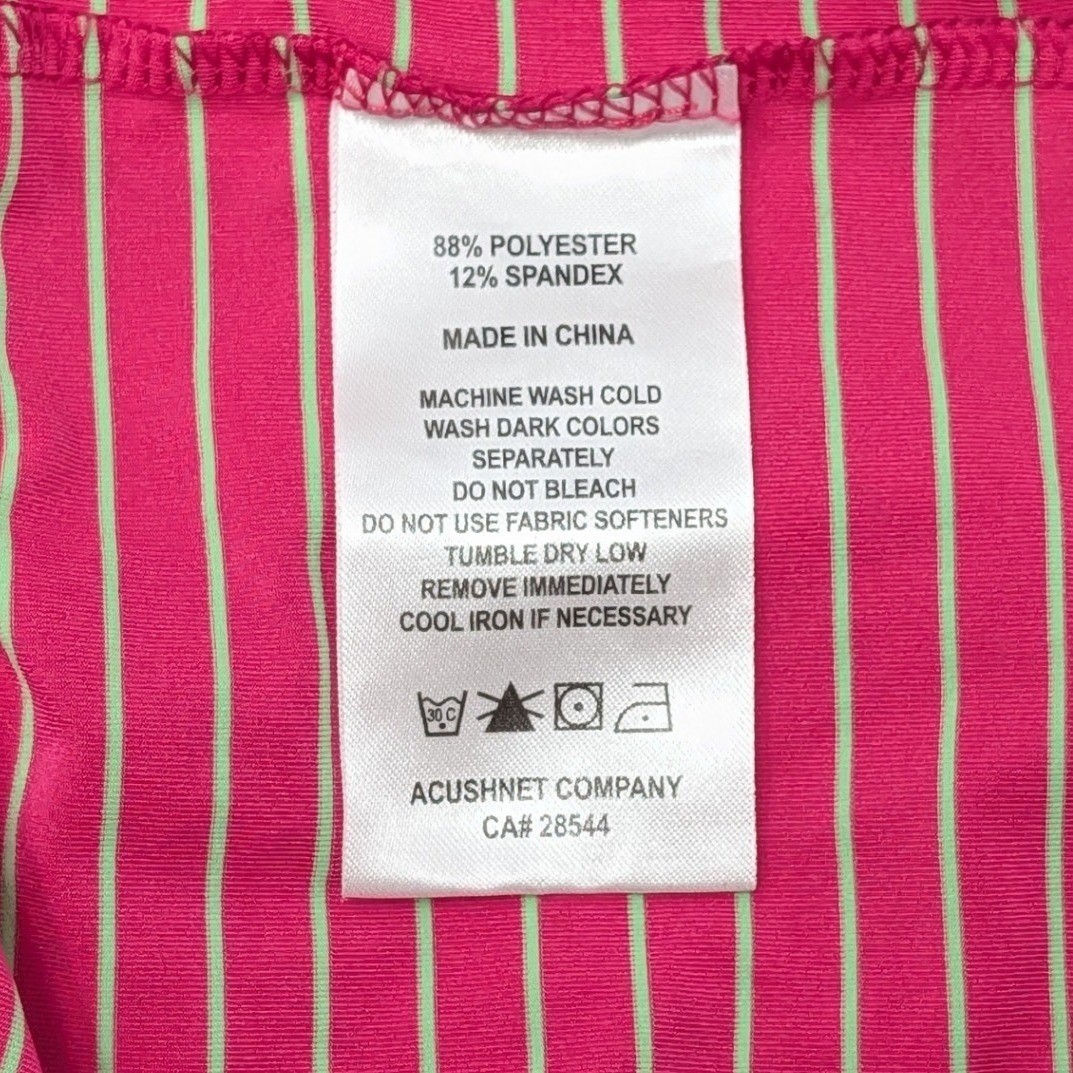 88% POLYESTER
12% SPANDEX
MADE IN CHINA
MACHINE WASH COLD
WASH DARK COLORS
SEPARATELY
DO NOT BLEACH
DO NOT USE FABRIC SOFTENERS
TUMBLE DRY LOW
REMOVE IMMEDIATELY
COOL IRON IF NECESSARY
30 C
ACUSHNET COMPANY
CA# 28544